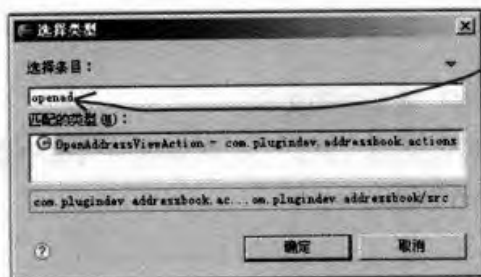 选择类型
选择条目：
openad
匹配的类型(M)：
OpenAddressViewAction - com.plugindev.addressbook.actions
com.plugindev.addressbook.ac...om.plugindev.addressbook/src
确定
取消